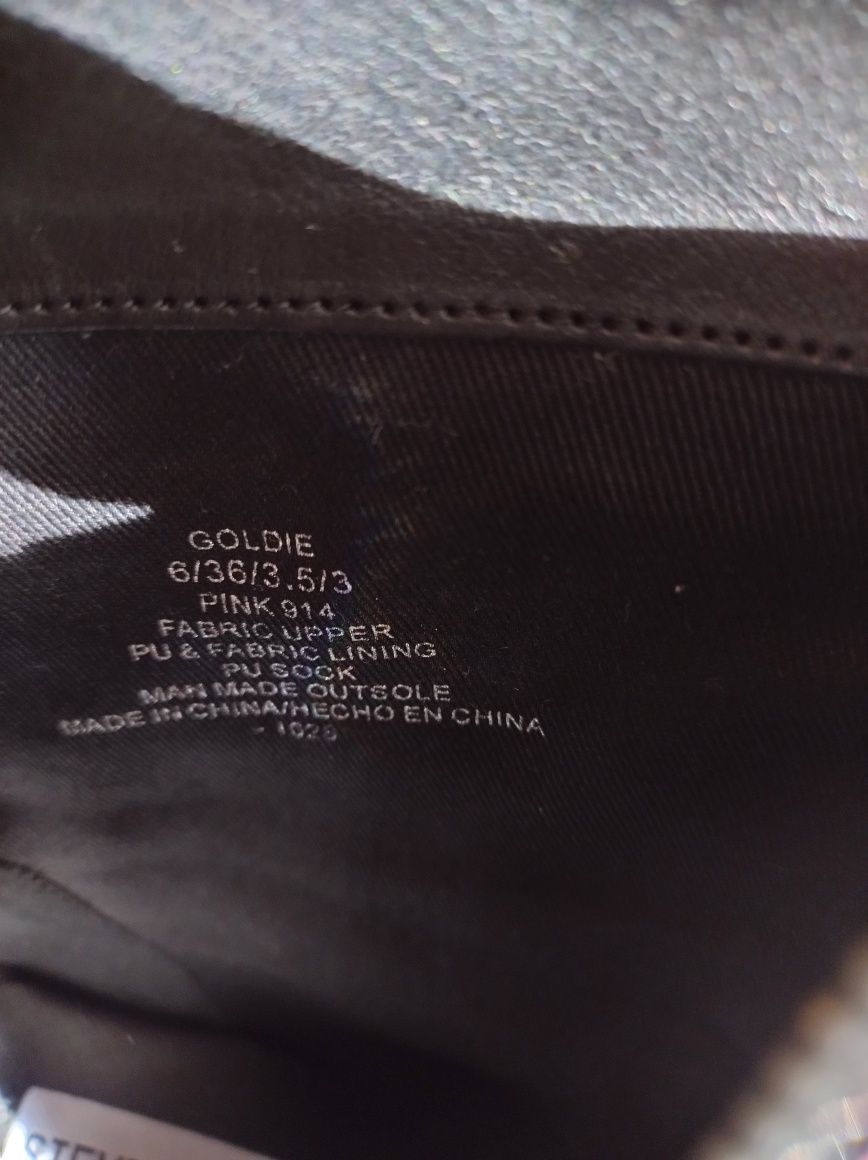 GOLDIE
6/36/3.5/3
PINK 914
FABRIC UPPER
PU & FABRIC LINING
PU SOCK
MAN MADE OUTSOLE
MADE IN CHINA/HECHO EN CHINA
- 1028